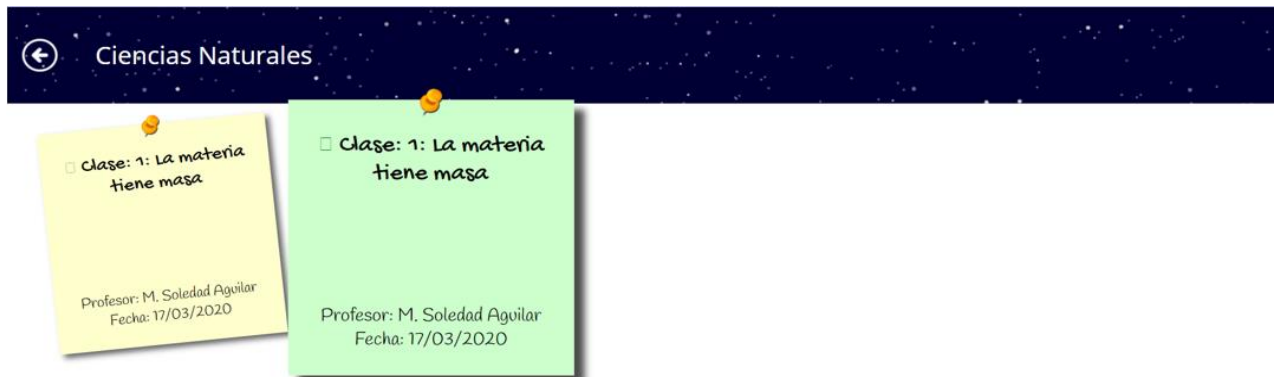 Ciencias Naturales
Clase: 1: La materia
tiene masa
Profesor: M. Soledad Aguilar
Fecha: 17/03/2020
Clase: 1: La materia
tiene masa
Profesor: M. Soledad Aguilar
Fecha: 17/03/2020